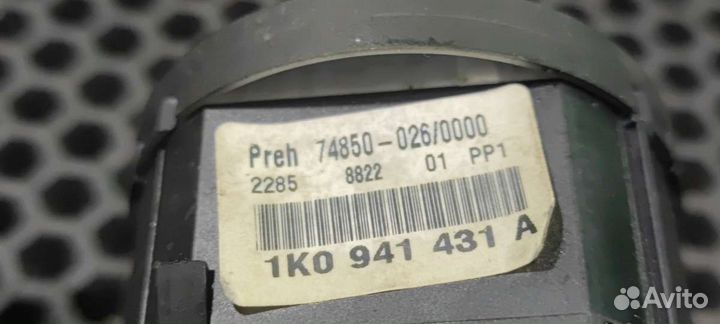 Preh 74850-026/0000
2285 8822 01 PP1
1K0 941 431 A
Avito